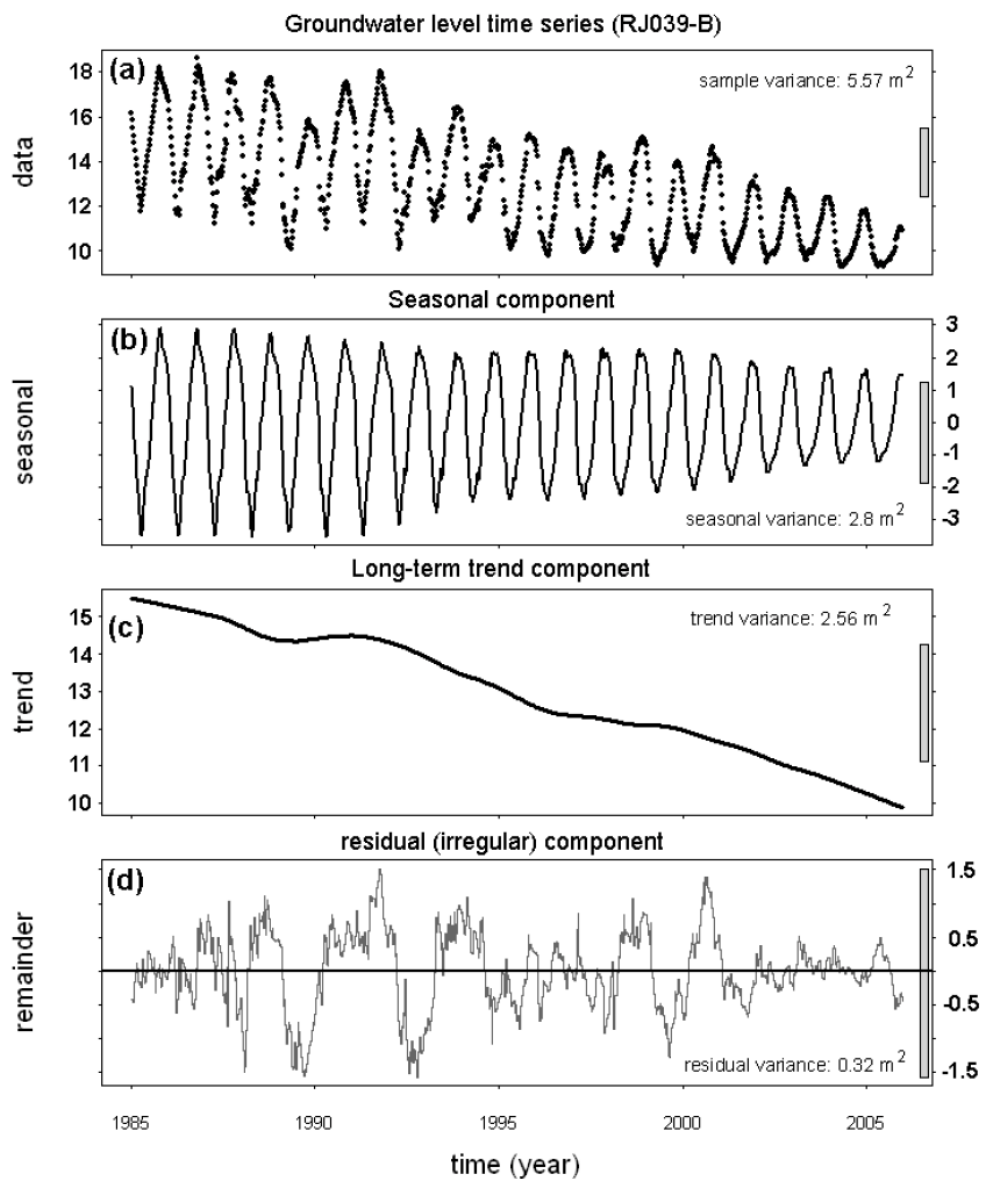 Groundwater level time series (RJ039-B)
(a)
sample variance: 5.57 m²
data
18
16
14
12
10
Seasonal component
(b)
seasonal
3
2
1
0
-1
-2
-3
seasonal variance: 2.8 m²
Long-term trend component
(c)
trend variance: 2.56 m²
trend
15
14
13
12
11
10
residual (irregular) component
(d)
remainder
1.5
0.5
-0.5
-1.5
residual variance: 0.32 m²
1985 1990 1995 2000 2005
time (year)